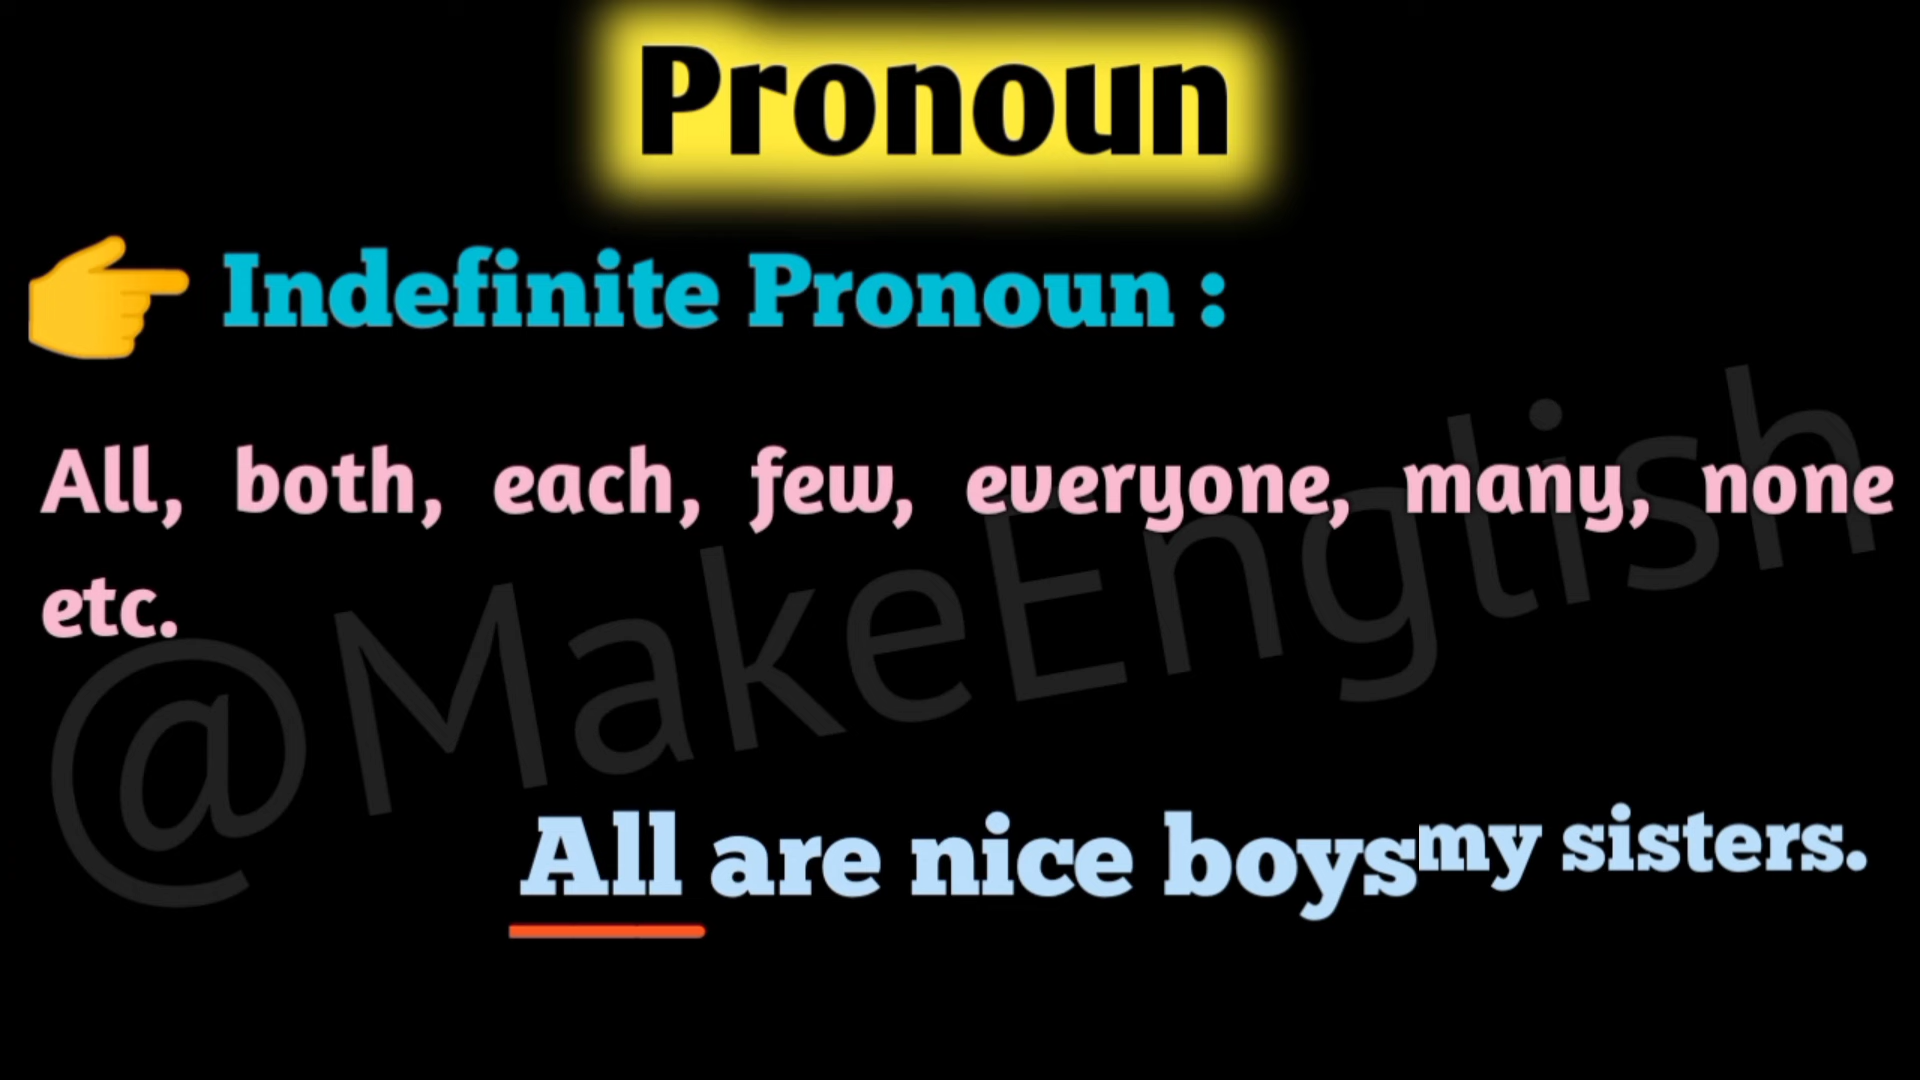 Pronoun
👉 Indefinite Pronoun :
All, both, each, few, everyone, many, none
etc.
@MakeEnglish
All are nice boysmy sisters.